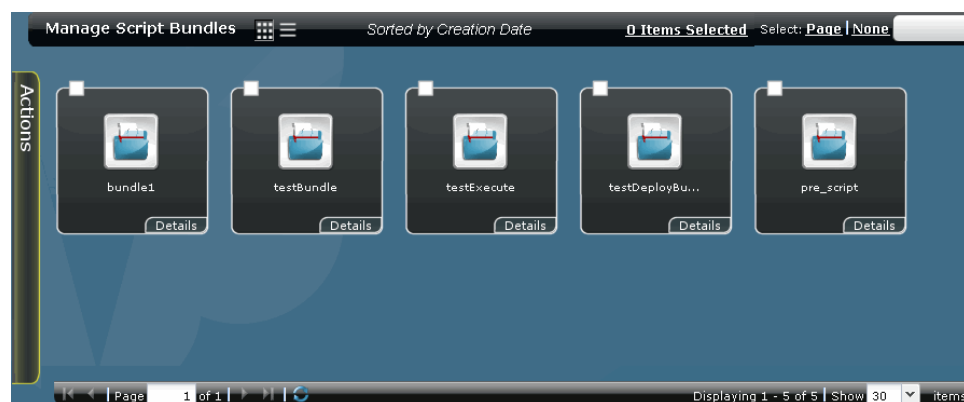 Manage Script Bundles Sorted by Creation Date 0 Items Selected Select: Page | None
Actions
bundle1 testBundle testExecute testDeployBu... pre_script
Details Details Details Details Details
Page 1 of 1 Displaying 1 - 5 of 5 Show 30 items